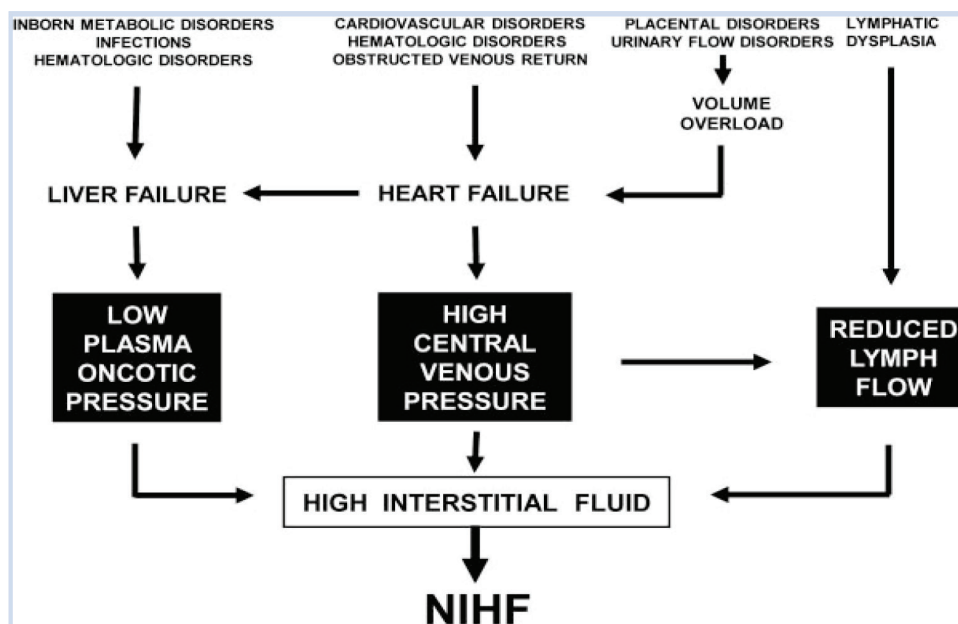 INBORN METABOLIC DISORDERS
INFECTIONS
HEMATOLOGIC DISORDERS
CARDIOVASCULAR DISORDERS
HEMATOLOGIC DISORDERS
OBSTRUCTED VENOUS RETURN
PLACENTAL DISORDERS
URINARY FLOW DISORDERS
LYMPHATIC
DYSPLASIA
VOLUME
OVERLOAD
LIVER FAILURE
HEART FAILURE
LOW
PLASMA
ONCOTIC
PRESSURE
HIGH
CENTRAL
VENOUS
PRESSURE
REDUCED
LYMPH
FLOW
HIGH INTERSTITIAL FLUID
NIHF